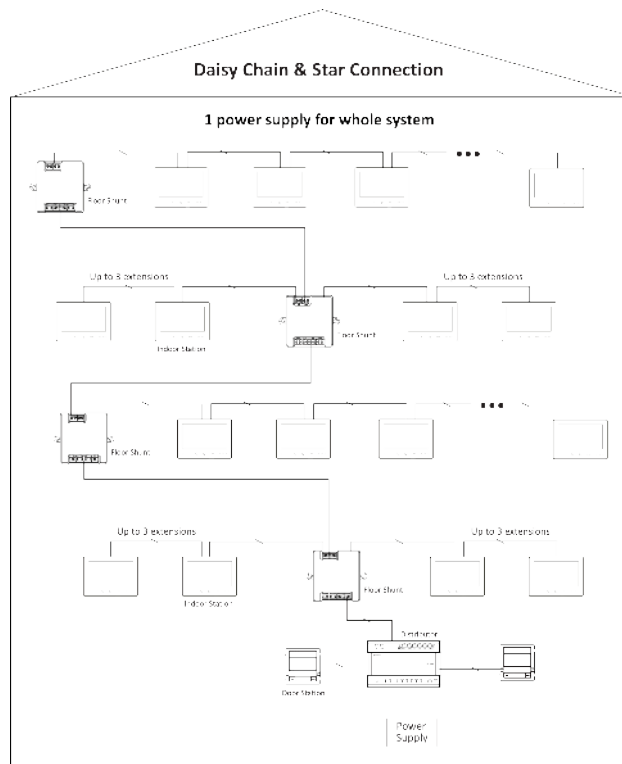 Daisy Chain & Star Connection
1 power supply for whole system
Floor Shunt
Up to 3 extensions
Up to 3 extensions
Indoor Station
Floor Shunt
Floor Shunt
Up to 3 extensions
Up to 3 extensions
Indoor Station
Floor Shunt
Distributor
Door Station
Power
Supply